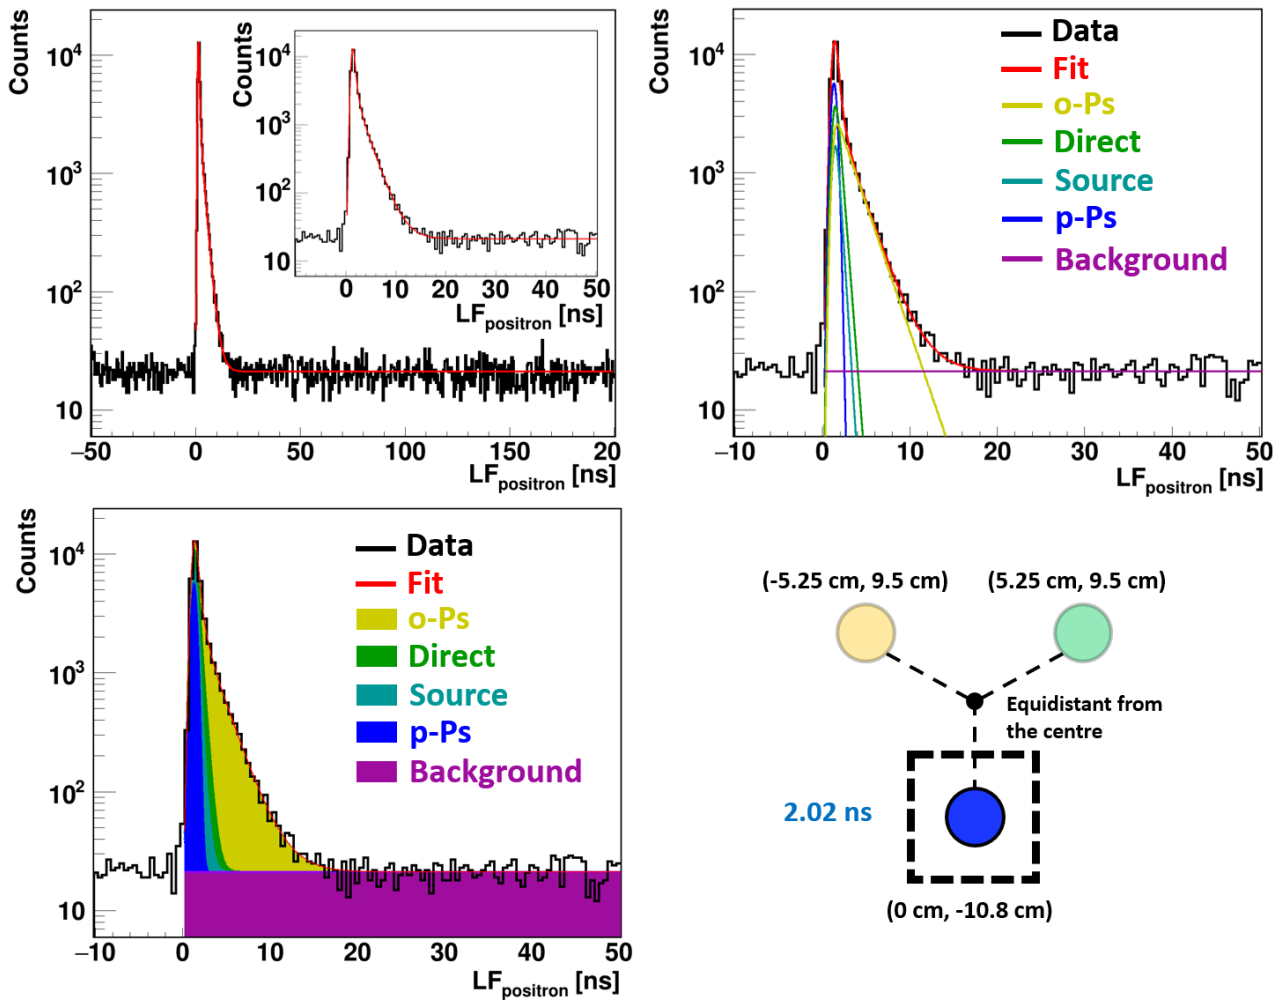 Counts
10⁴
10³
10²
10
−50 0 50 100 150 200
LF_positron [ns]
Counts
10⁴
10³
10²
10
0 10 20 30 40 50
LF_positron [ns]
Counts
10⁴
10³
10²
10
−10 0 10 20 30 40 50
LF_positron [ns]
Data
Fit
o-Ps
Direct
Source
p-Ps
Background
Counts
10⁴
10³
10²
10
−10 0 10 20 30 40 50
LF_positron [ns]
Data
Fit
o-Ps
Direct
Source
p-Ps
Background
(-5.25 cm, 9.5 cm) (5.25 cm, 9.5 cm)
Equidistant from
the centre
2.02 ns
(0 cm, -10.8 cm)